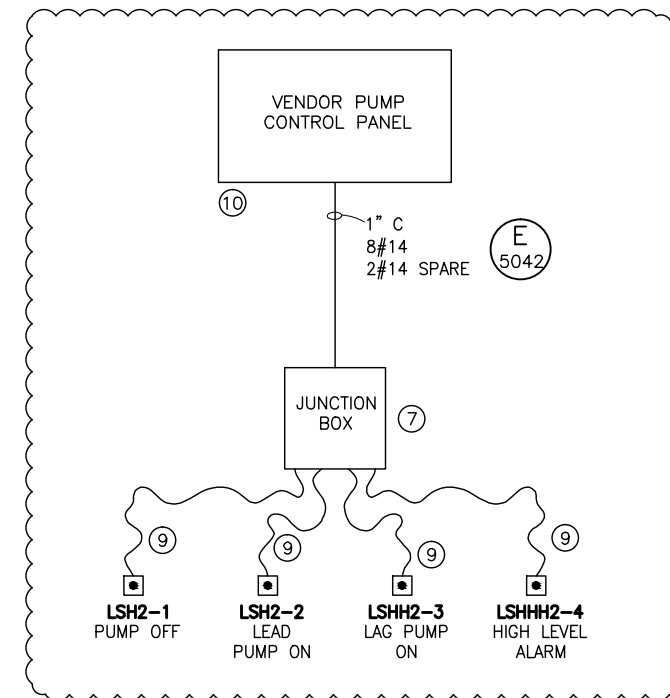 VENDOR PUMP
CONTROL PANEL
10
1" C
8#14
2#14 SPARE
E
5042
JUNCTION
BOX
7
9
9
9
9
LSH2-1
PUMP OFF
LSH2-2
LEAD
PUMP ON
LSHH2-3
LAG PUMP
ON
LSHHH2-4
HIGH LEVEL
ALARM